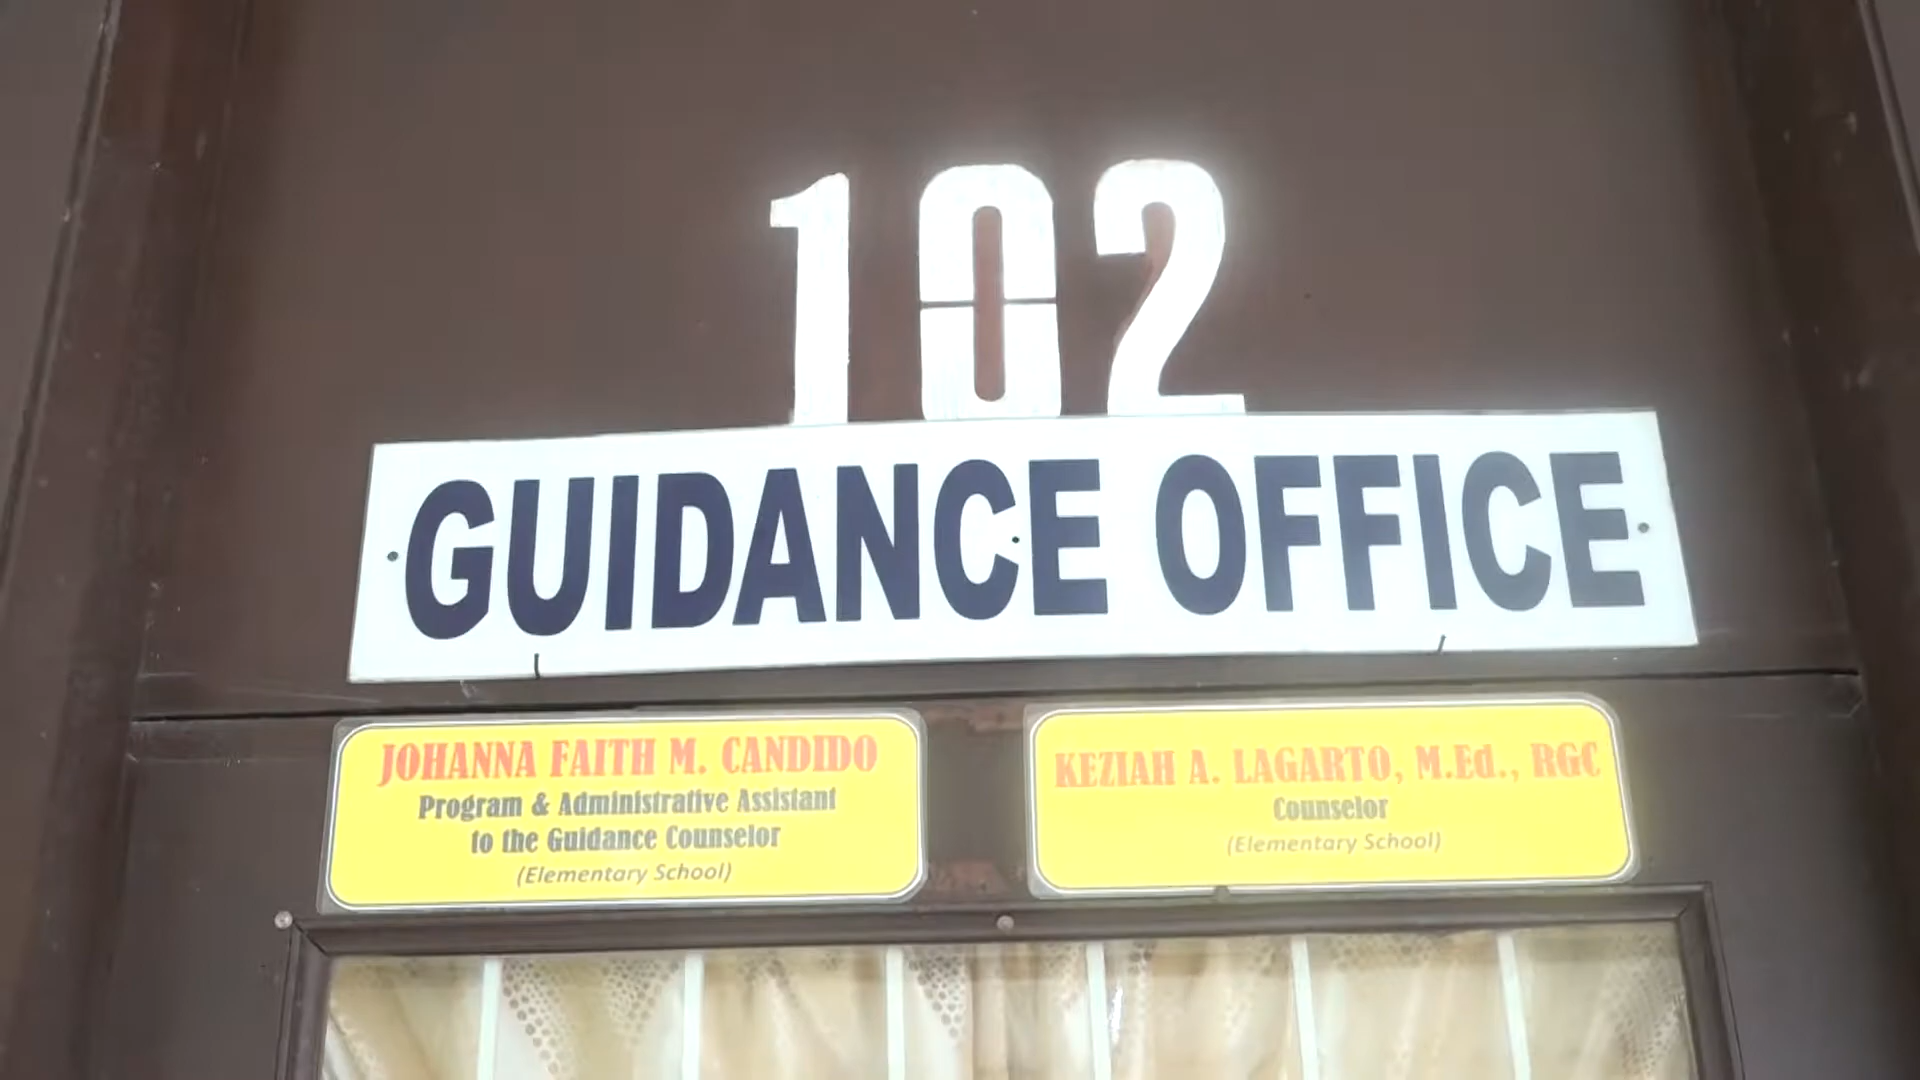 102
GUIDANCE OFFICE
JOHANNA FAITH M. CANDIDO
Program & Administrative Assistant
to the Guidance Counselor
(Elementary School)
KEZIAH A. LAGARTO, M.Ed., RGC
Counselor
(Elementary School)